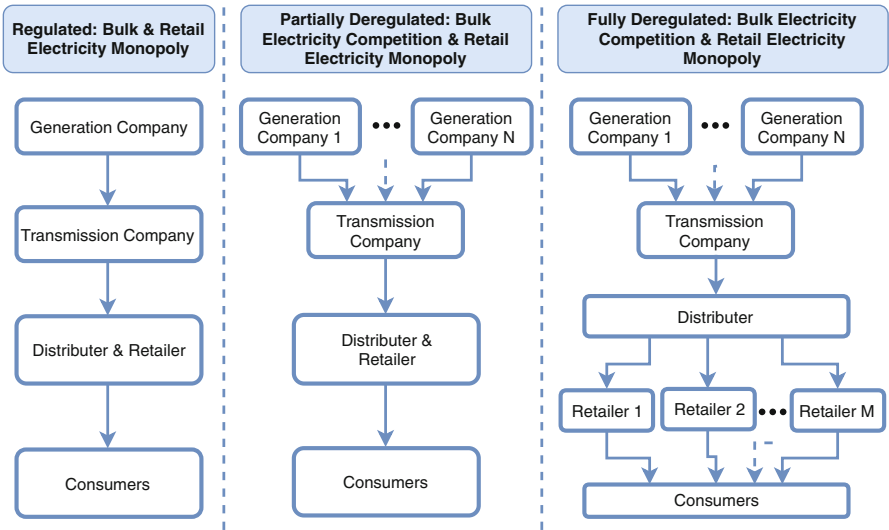 Regulated: Bulk & Retail
Electricity Monopoly
Generation Company
Transmission Company
Distributer & Retailer
Consumers
Partially Deregulated: Bulk
Electricity Competition & Retail
Electricity Monopoly
Generation
Company 1
Generation
Company N
Transmission
Company
Distributer &
Retailer
Consumers
Fully Deregulated: Bulk Electricity
Competition & Retail Electricity
Monopoly
Generation
Company 1
Generation
Company N
Transmission
Company
Distributer
Retailer 1
Retailer 2
Retailer M
Consumers